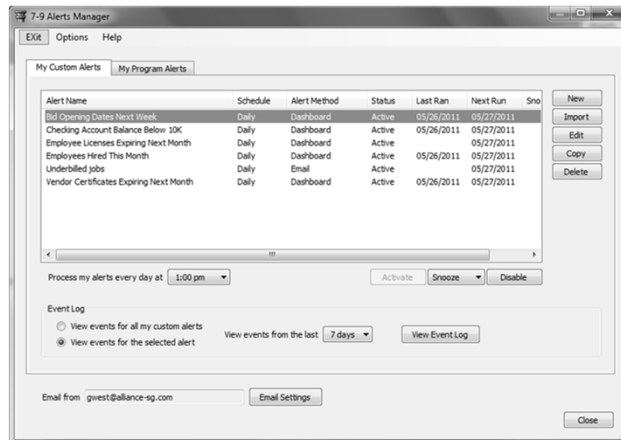 7-9 Alerts Manager
EXit Options Help
My Custom Alerts My Program Alerts
Alert Name Schedule Alert Method Status Last Ran Next Run Sno
Bid Opening Dates Next Week Daily Dashboard Active 05/26/2011 05/27/2011
Checking Account Balance Below 10K Daily Dashboard Active 05/26/2011 05/27/2011
Employee Licenses Expiring Next Month Daily Dashboard Active 05/27/2011
Employees Hired This Month Daily Dashboard Active 05/26/2011 05/27/2011
Underbilled jobs Daily Email Active 05/27/2011
Vendor Certificates Expiring Next Month Daily Dashboard Active 05/26/2011 05/27/2011
New
Import
Edit
Copy
Delete
Process my alerts every day at 1:00 pm Activate Snooze Disable
Event Log
View events for all my custom alerts
View events for the selected alert
View events from the last 7 days View Event Log
Email from gwest@alliance-sg.com Email Settings
Close